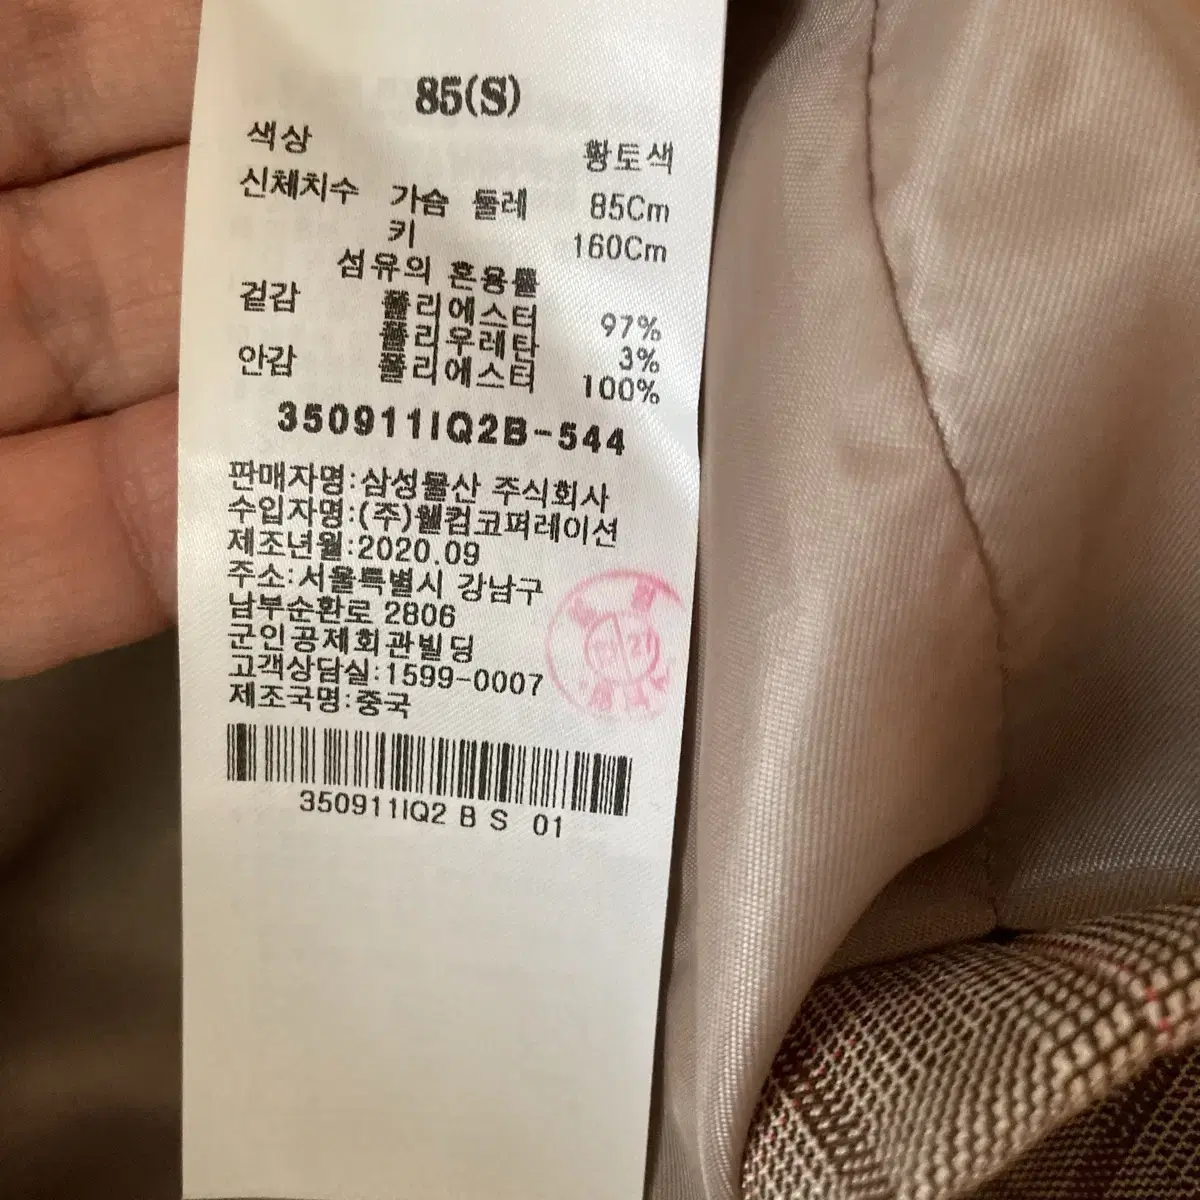 85(S)
색상 황토색
신체치수 가슴 둘레 85Cm
키 160Cm
섬유의 혼용률
겉감 폴리에스터 97%
폴리우레탄 3%
안감 폴리에스터 100%
350911IQ2B-544
판매자명:삼성물산 주식회사
수입자명:(주)웰컴코퍼레이션
제조년월:2020.09
주소:서울특별시 강남구
남부순환로 2806
군인공제회관빌딩
고객상담실:1599-0007
제조국명:중국
350911IQ2 B S 01